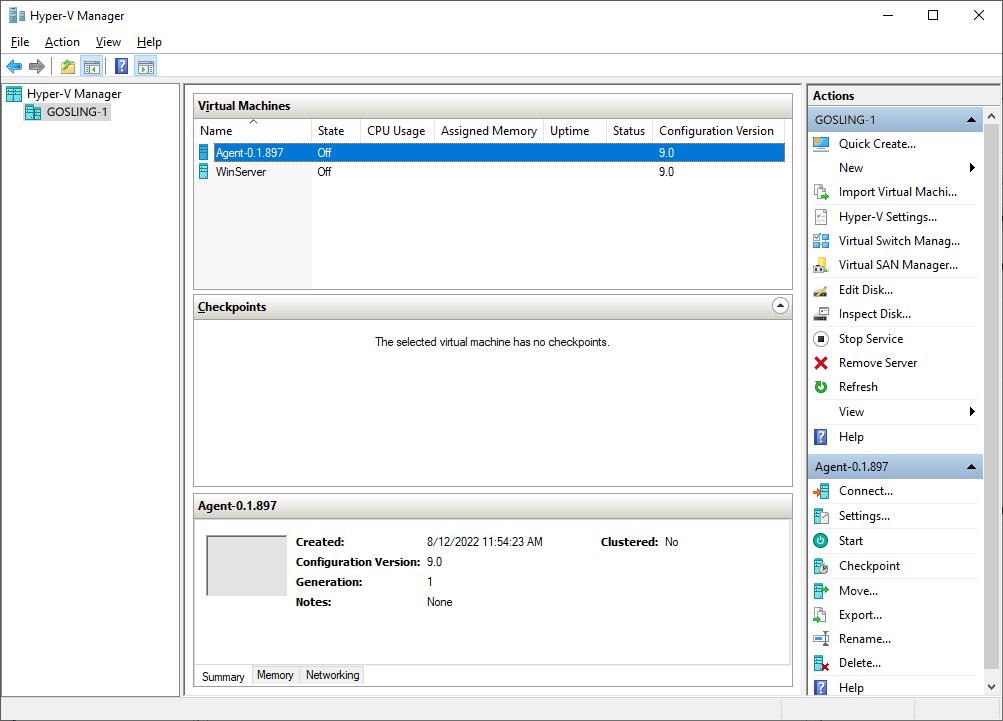 Hyper-V Manager
File Action View Help
Hyper-V Manager
GOSLING-1
Virtual Machines
Name State CPU Usage Assigned Memory Uptime Status Configuration Version
Agent-0.1.897 Off 9.0
WinServer Off 9.0
Checkpoints
The selected virtual machine has no checkpoints.
Agent-0.1.897
Created: 8/12/2022 11:54:23 AM Clustered: No
Configuration Version: 9.0
Generation: 1
Notes: None
Summary Memory Networking
Actions
GOSLING-1
Quick Create...
New
Import Virtual Machi...
Hyper-V Settings...
Virtual Switch Manag...
Virtual SAN Manager...
Edit Disk...
Inspect Disk...
Stop Service
Remove Server
Refresh
View
Help
Agent-0.1.897
Connect...
Settings...
Start
Checkpoint
Move...
Export...
Rename...
Delete...
Help